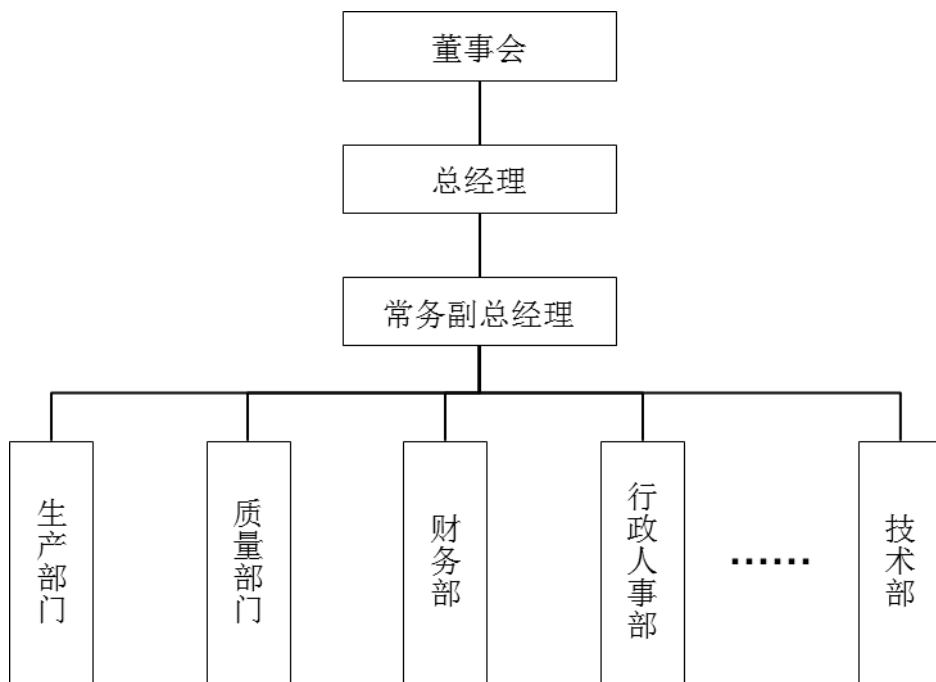 董事会
总经理
常务副总经理
生产部门
质量部门
财务部
行政人事部
……
技术部